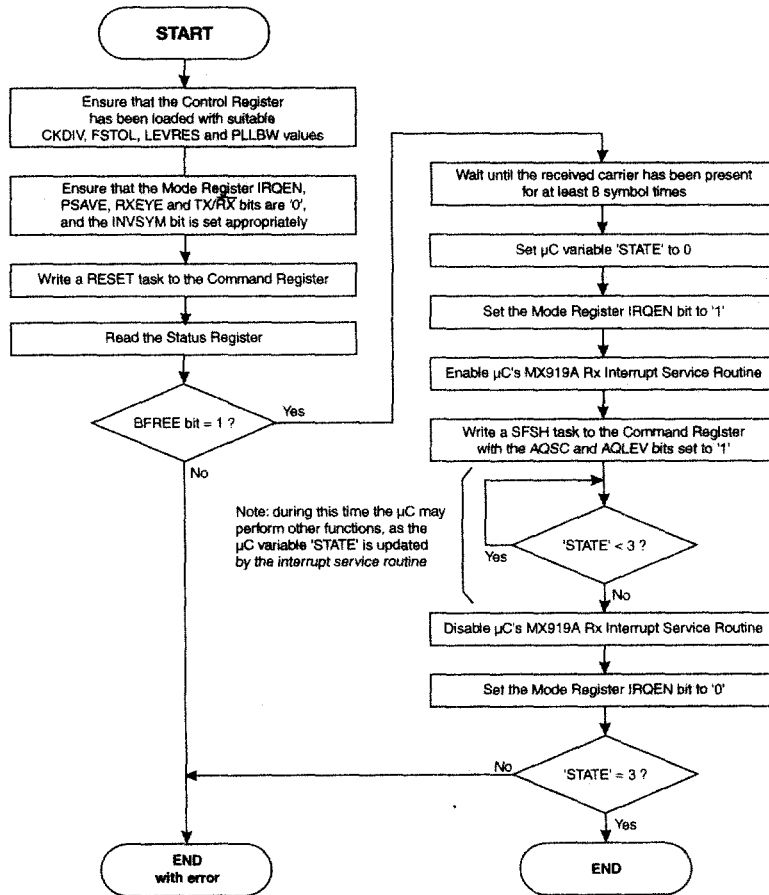 START
Ensure that the Control Register
has been loaded with suitable
CKDIV, FSTOL, LEVRES and PLLBW values
Ensure that the Mode Register IRQEN,
PSAVE, RXEYE and TX/RX bits are '0',
and the INVSYM bit is set appropriately
Write a RESET task to the Command Register
Read the Status Register
BFREE bit = 1 ?
Yes
No
Wait until the received carrier has been present
for at least 8 symbol times
Set µC variable 'STATE' to 0
Set the Mode Register IRQEN bit to '1'
Enable µC's MX919A Rx Interrupt Service Routine
Write a SFSH task to the Command Register
with the AQSC and AQLEV bits set to '1'
Note: during this time the µC may
perform other functions, as the
µC variable 'STATE' is updated
by the interrupt service routine
'STATE' < 3 ?
Yes
No
Disable µC's MX919A Rx Interrupt Service Routine
Set the Mode Register IRQEN bit to '0'
'STATE' = 3 ?
No
Yes
END
with error
END